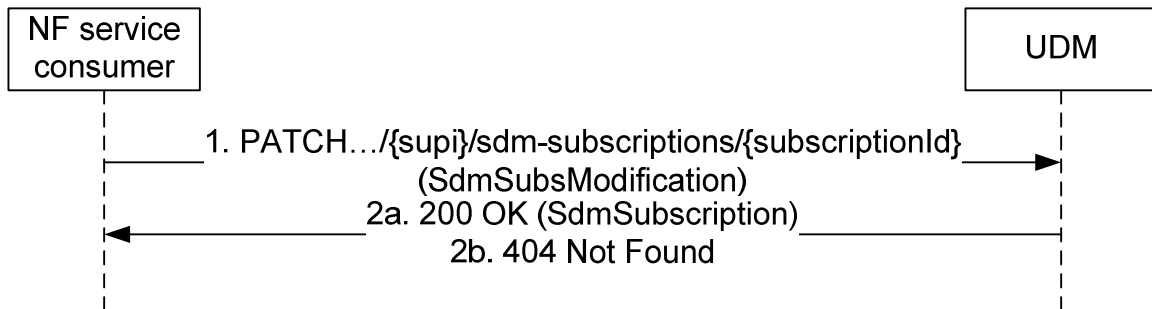 NF service
consumer
UDM
1. PATCH…/{supi}/sdm-subscriptions/{subscriptionId}
(SdmSubsModification)
2a. 200 OK (SdmSubscription)
2b. 404 Not Found